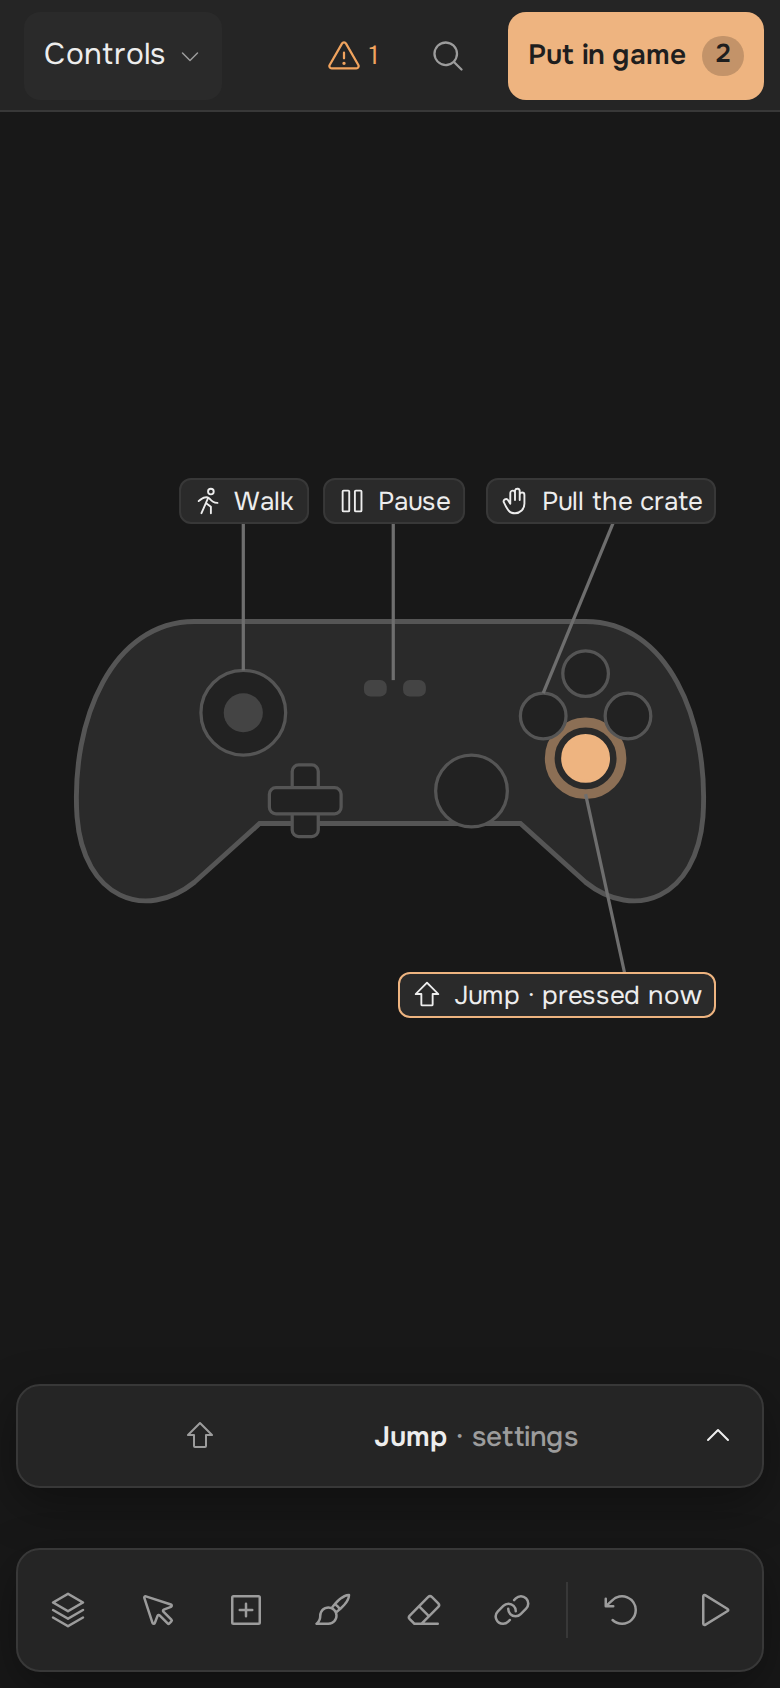 Controls
1
Put in game 2
Walk
Pause
Pull the crate
Jump · pressed now
Jump · settings